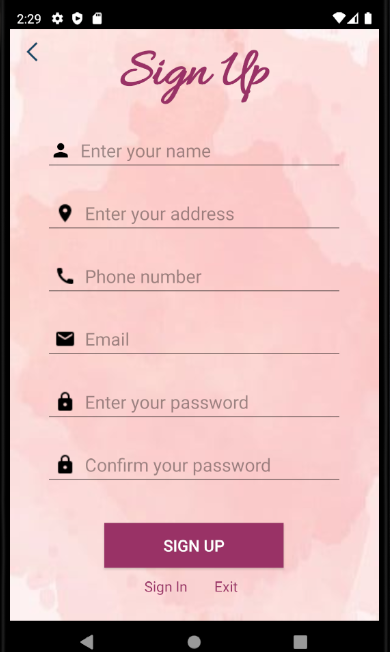 2:29
Sign Up
Enter your name
Enter your address
Phone number
Email
Enter your password
Confirm your password
SIGN UP
Sign In Exit